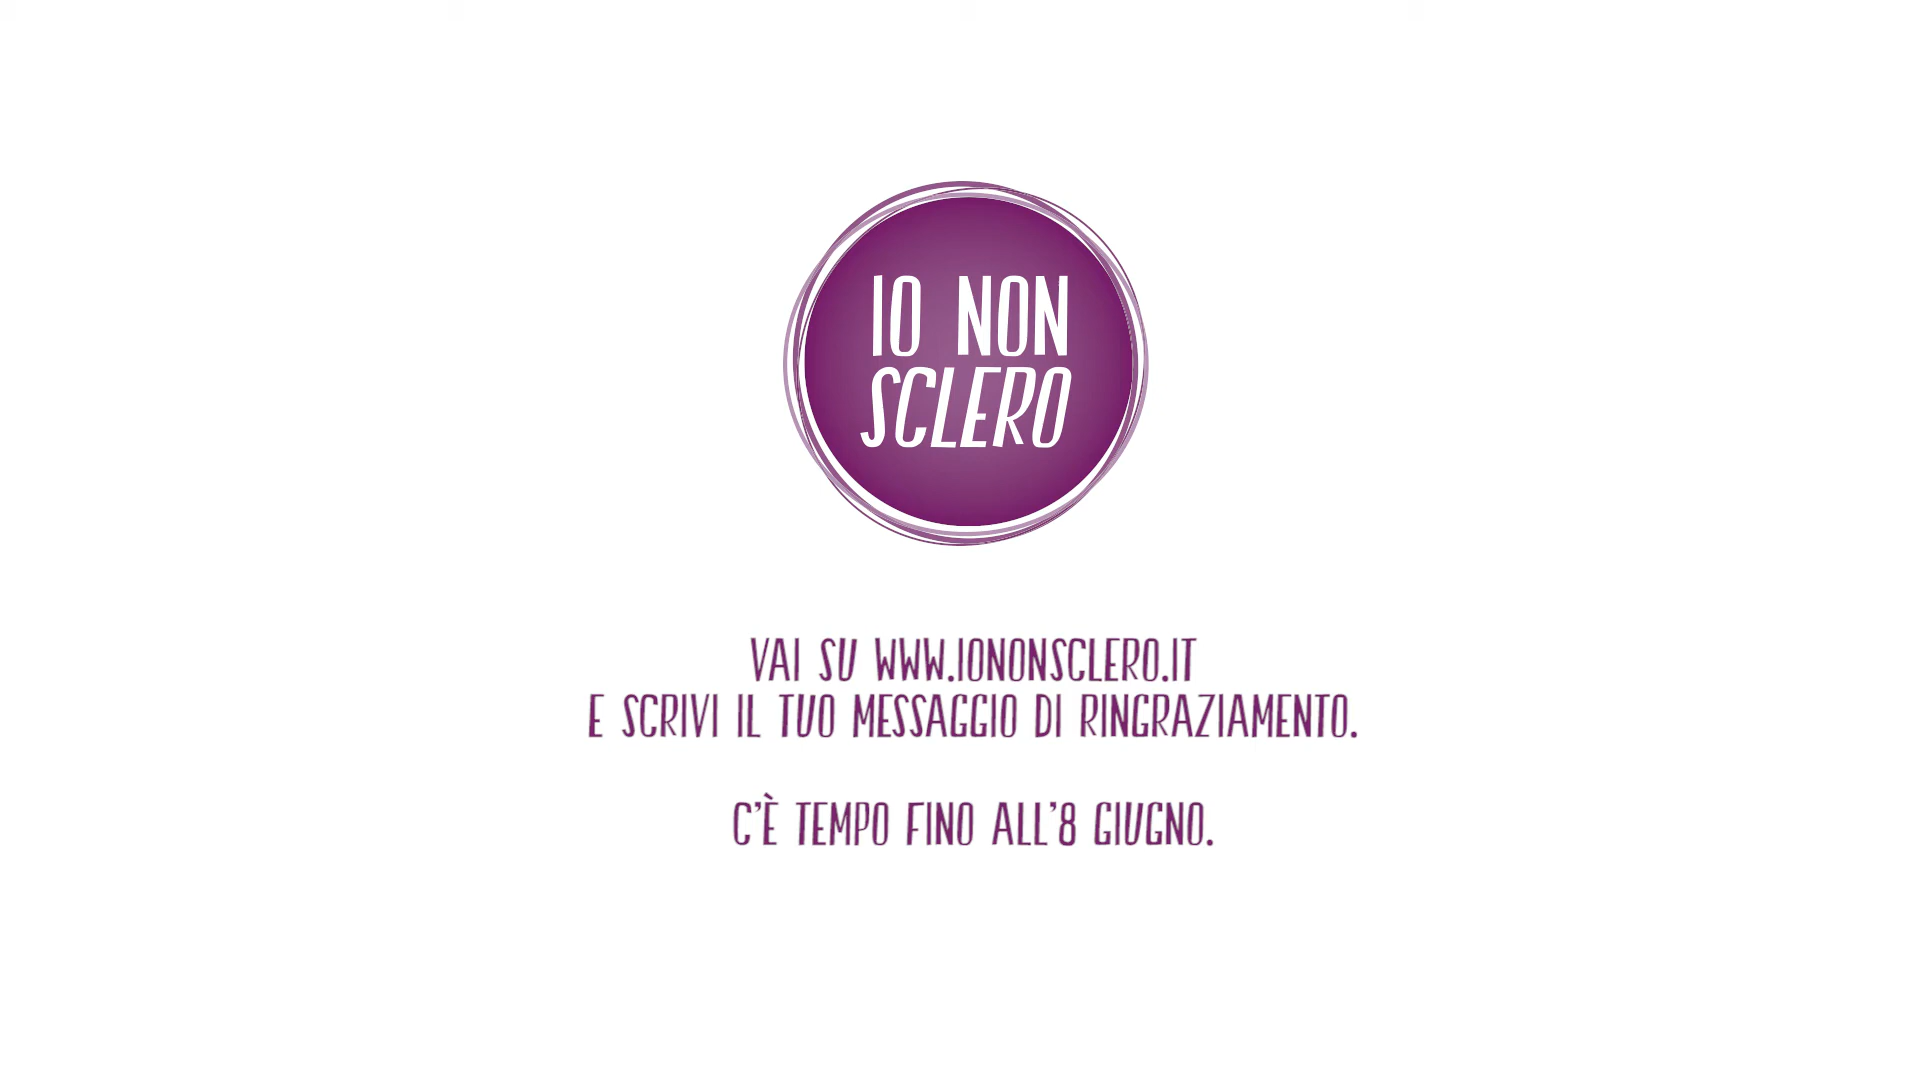 IO NON
SCLERO
VAI SU WWW.IONONSCLERO.IT
E SCRIVI IL TUO MESSAGGIO DI RINGRAZIAMENTO.
C'È TEMPO FINO ALL'8 GIUGNO.